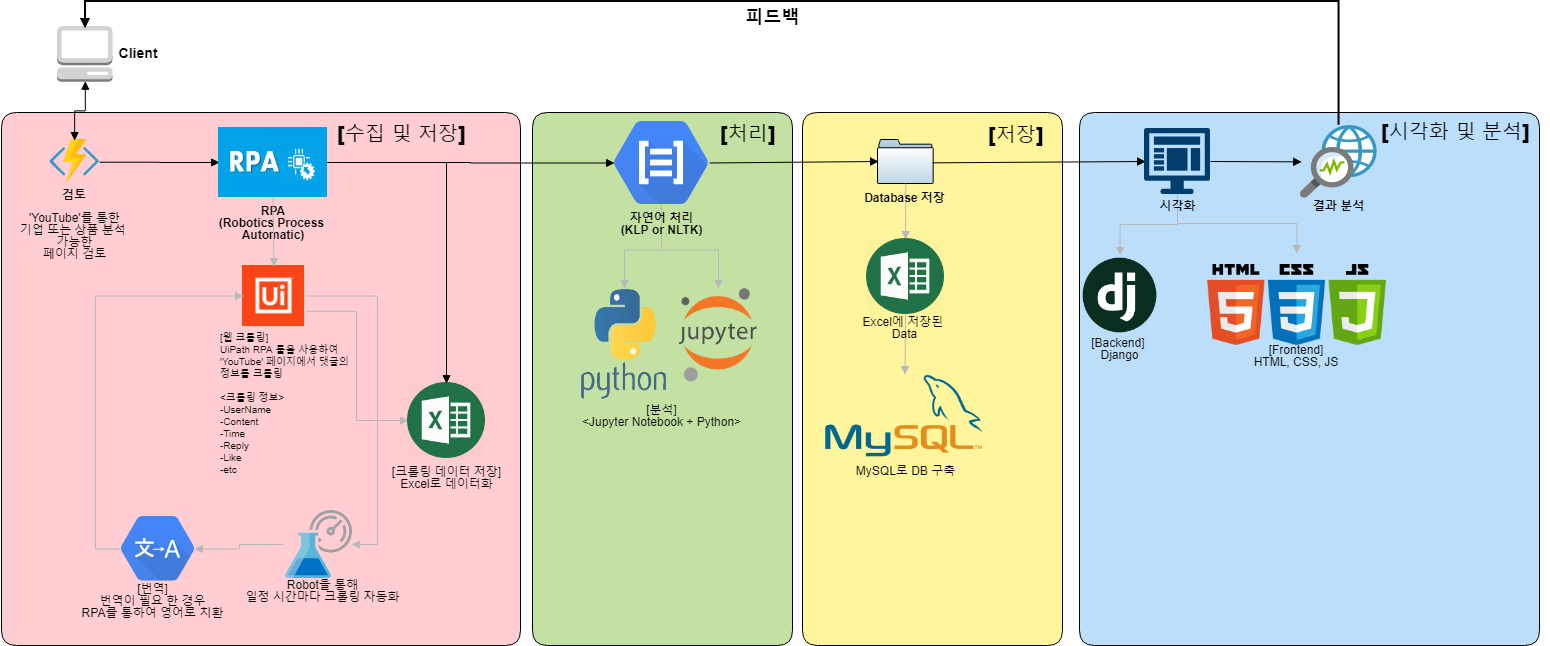 피드백
Client
[수집 및 저장]
RPA
검토
'YouTube'를 통한
기업 또는 상품 분석
가능한
페이지 검토
RPA
(Robotics Process
Automatic)
Ui
[웹 크롤링]
UiPath RPA 툴을 사용하여
'YouTube' 페이지에서 댓글의
정보를 크롤링
<크롤링 정보>
-UserName
-Content
-Time
-Reply
-Like
-etc
X
[크롤링 데이터 저장]
Excel로 데이터화
文→A
[번역]
번역이 필요 한 경우
RPA를 통하여 영어로 치환
Robot을 통해
일정 시간마다 크롤링 자동화
[처리]
자연어 처리
(KLP or NLTK)
python
jupyter
[분석]
<Jupyter Notebook + Python>
[저장]
Database 저장
X
Excel에 저장된
Data
MySQL
MySQL로 DB 구축
[시각화 및 분석]
시각화
결과 분석
dj
[Backend]
Django
HTML CSS JS
[Frontend]
HTML, CSS, JS